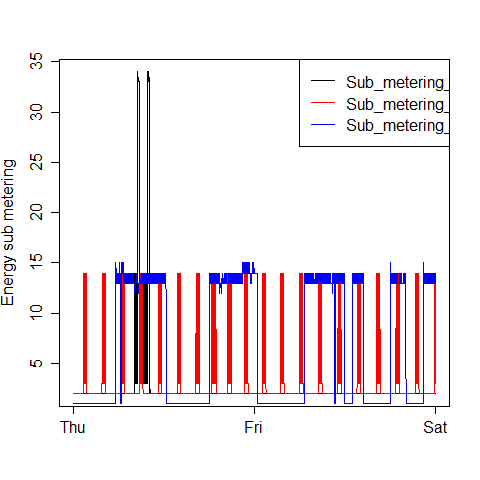 Energy sub metering
35
30
25
20
15
10
5
Thu
Fri
Sat
Sub_metering_
Sub_metering_
Sub_metering_